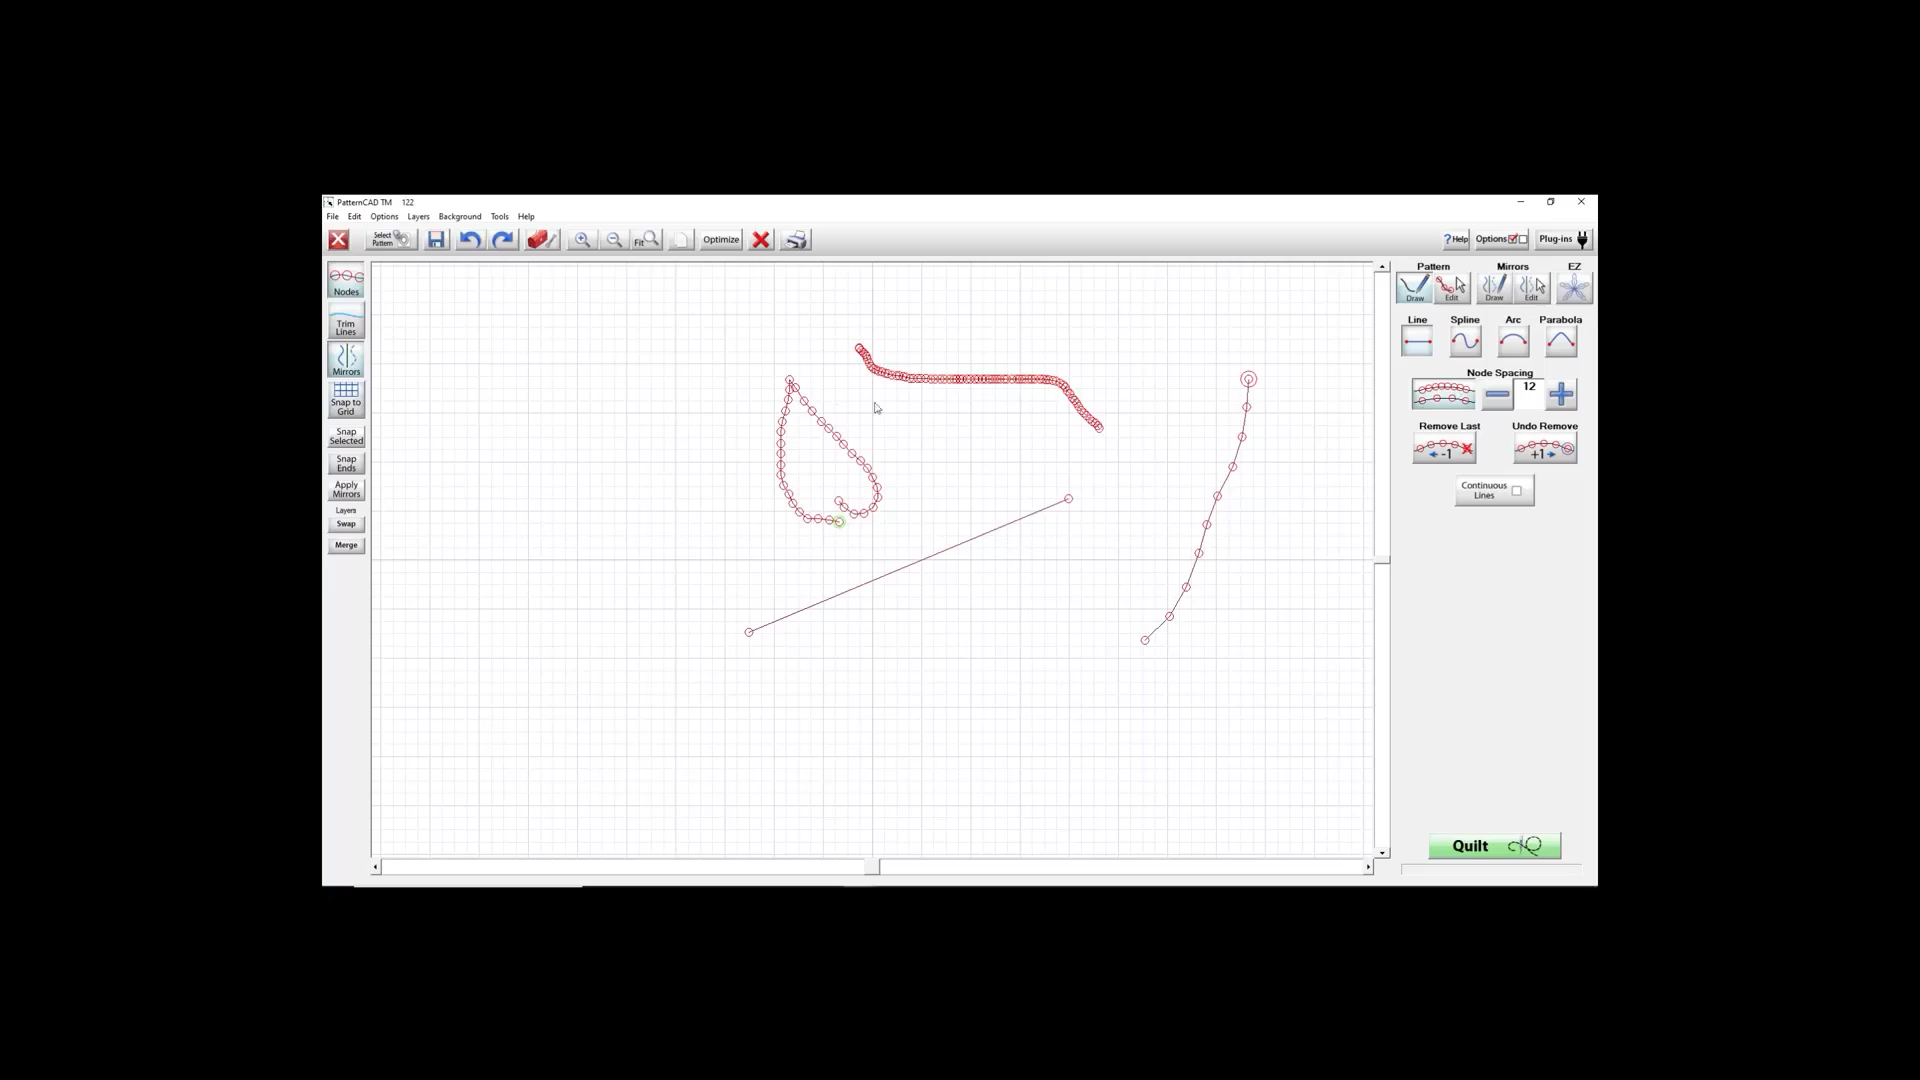 PatternCAD TM 122
File Edit Options Layers Background Tools Help
Select Pattern
Fit
Optimize
?Help
Options
Plug-ins
Nodes
Trim Lines
Mirrors
Snap to Grid
Snap Selected
Snap Ends
Apply Mirrors
Layers
Swap
Merge
Pattern Mirrors EZ
Draw Edit Draw Edit
Line Spline Arc Parabola
Node Spacing
12
Remove Last Undo Remove
-1 +1
Continuous Lines
Quilt